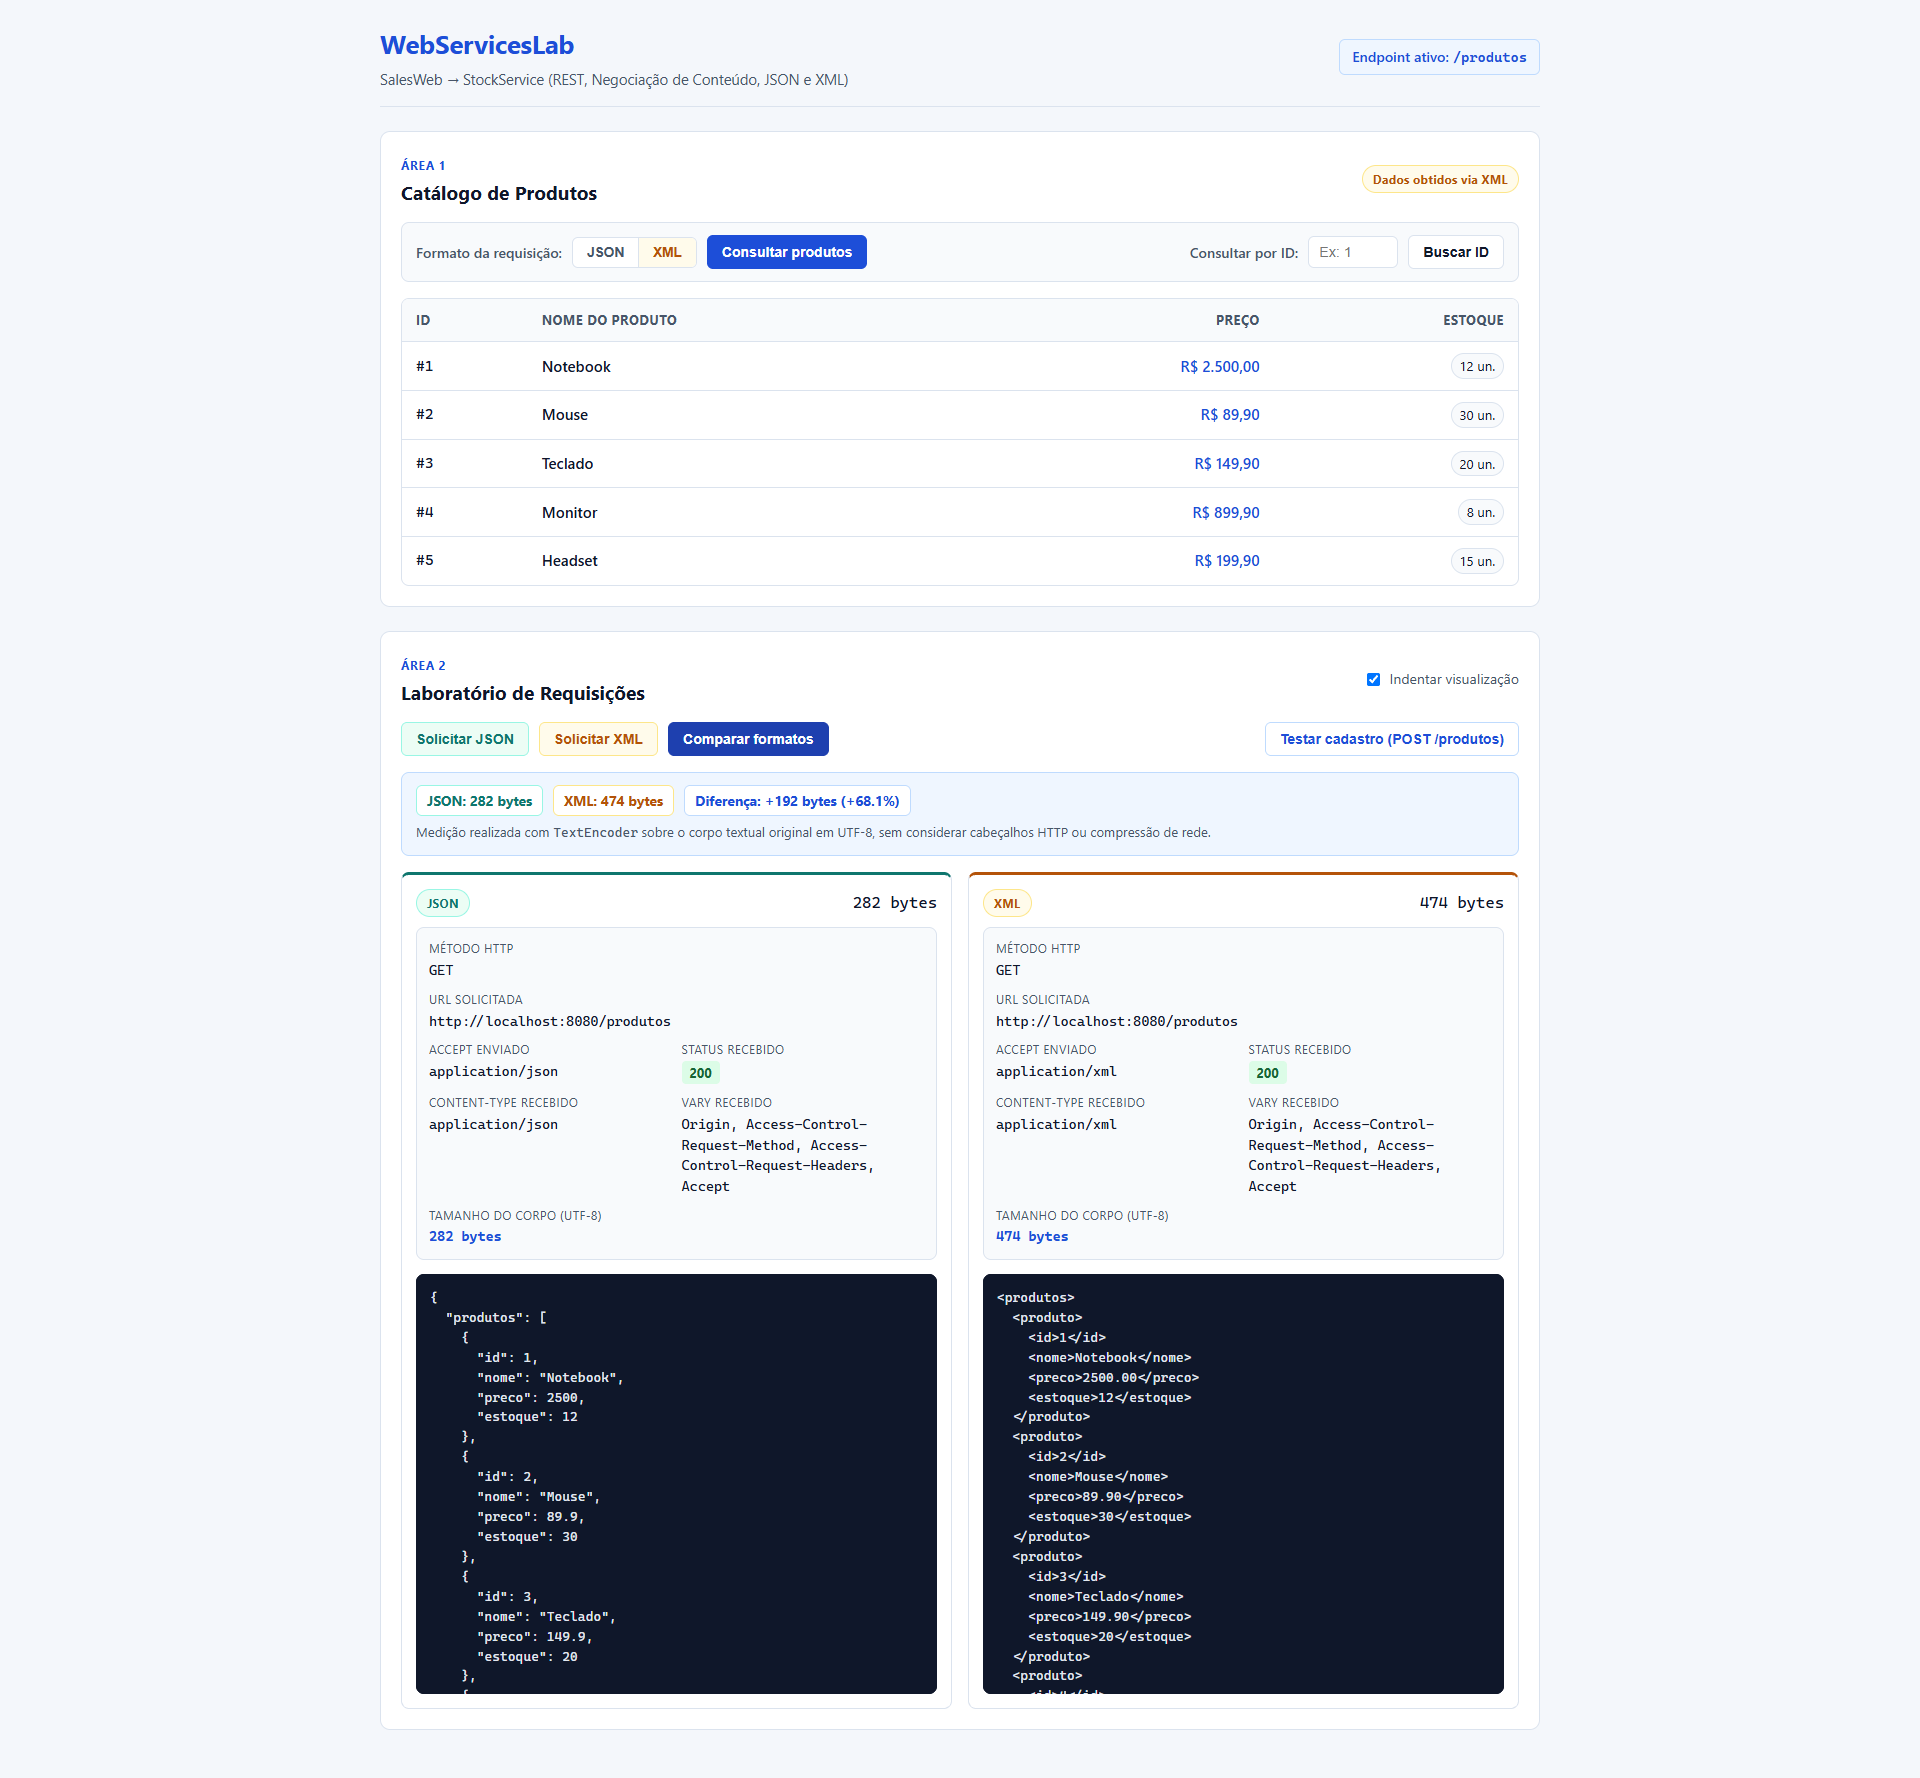 WebServicesLab
SalesWeb → StockService (REST, Negociação de Conteúdo, JSON e XML)
Endpoint ativo: /produtos
ÁREA 1
Catálogo de Produtos
Dados obtidos via XML
Formato da requisição: JSON XML Consultar produtos Consultar por ID: Ex: 1 Buscar ID
ID NOME DO PRODUTO PREÇO ESTOQUE
#1 Notebook R$ 2.500,00 12 un.
#2 Mouse R$ 89,90 30 un.
#3 Teclado R$ 149,90 20 un.
#4 Monitor R$ 899,90 8 un.
#5 Headset R$ 199,90 15 un.
ÁREA 2
Laboratório de Requisições
Indentar visualização
Solicitar JSON Solicitar XML Comparar formatos Testar cadastro (POST /produtos)
JSON: 282 bytes XML: 474 bytes Diferença: +192 bytes (+68.1%)
Medição realizada com TextEncoder sobre o corpo textual original em UTF-8, sem considerar cabeçalhos HTTP ou compressão de rede.
JSON 282 bytes
MÉTODO HTTP
GET
URL SOLICITADA
http://localhost:8080/produtos
ACCEPT ENVIADO
application/json
STATUS RECEBIDO
200
CONTENT-TYPE RECEBIDO
application/json
VARY RECEBIDO
Origin, Access-Control-
Request-Method, Access-
Control-Request-Headers,
Accept
TAMANHO DO CORPO (UTF-8)
282 bytes
{
  "produtos": [
    {
      "id": 1,
      "nome": "Notebook",
      "preco": 2500,
      "estoque": 12
    },
    {
      "id": 2,
      "nome": "Mouse",
      "preco": 89.9,
      "estoque": 30
    },
    {
      "id": 3,
      "nome": "Teclado",
      "preco": 149.9,
      "estoque": 20
    },
    {
XML 474 bytes
MÉTODO HTTP
GET
URL SOLICITADA
http://localhost:8080/produtos
ACCEPT ENVIADO
application/xml
STATUS RECEBIDO
200
CONTENT-TYPE RECEBIDO
application/xml
VARY RECEBIDO
Origin, Access-Control-
Request-Method, Access-
Control-Request-Headers,
Accept
TAMANHO DO CORPO (UTF-8)
474 bytes
<produtos>
  <produto>
    <id>1</id>
    <nome>Notebook</nome>
    <preco>2500.00</preco>
    <estoque>12</estoque>
  </produto>
  <produto>
    <id>2</id>
    <nome>Mouse</nome>
    <preco>89.90</preco>
    <estoque>30</estoque>
  </produto>
  <produto>
    <id>3</id>
    <nome>Teclado</nome>
    <preco>149.90</preco>
    <estoque>20</estoque>
  </produto>
  <produto>